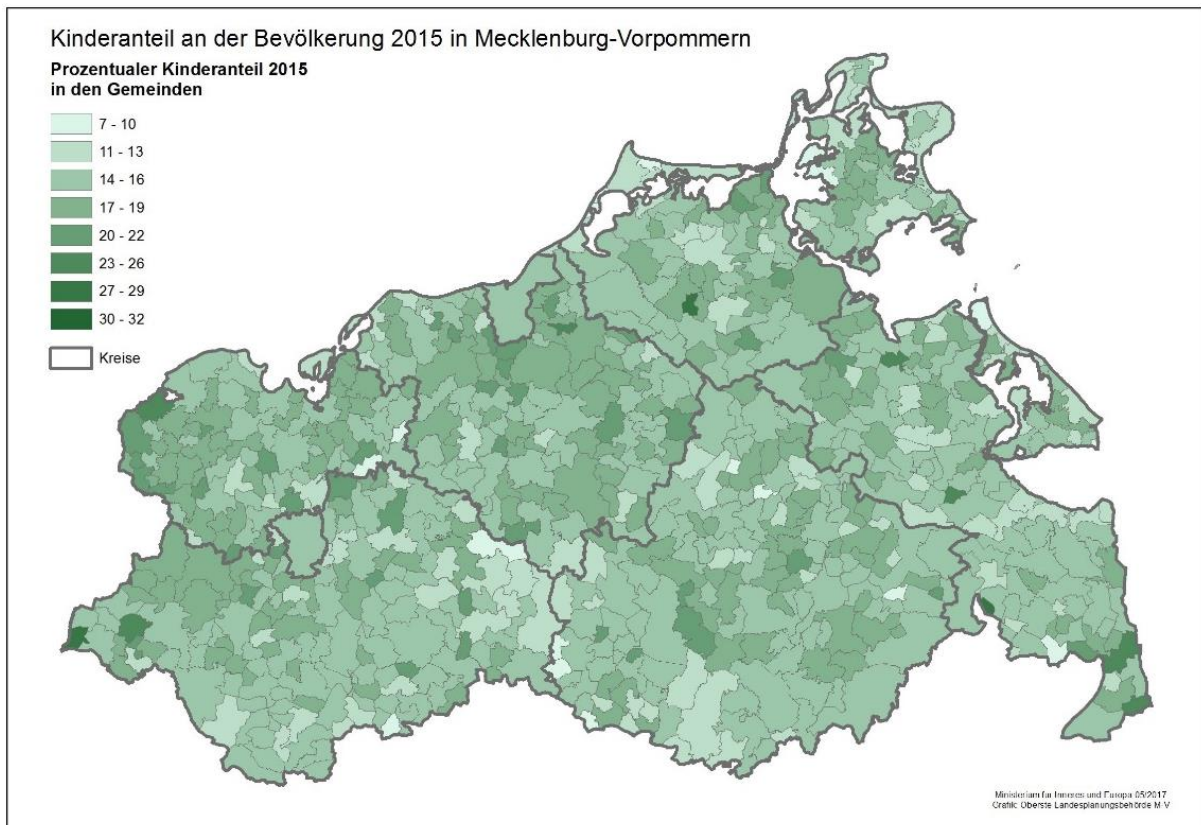 Kinderanteil an der Bevölkerung 2015 in Mecklenburg-Vorpommern
Prozentualer Kinderanteil 2015
in den Gemeinden
7 - 10
11 - 13
14 - 16
17 - 19
20 - 22
23 - 26
27 - 29
30 - 32
Kreise
Ministerium für Inneres und Europa 05/2017
Grafik: Oberste Landesplanungsbehörde M-V